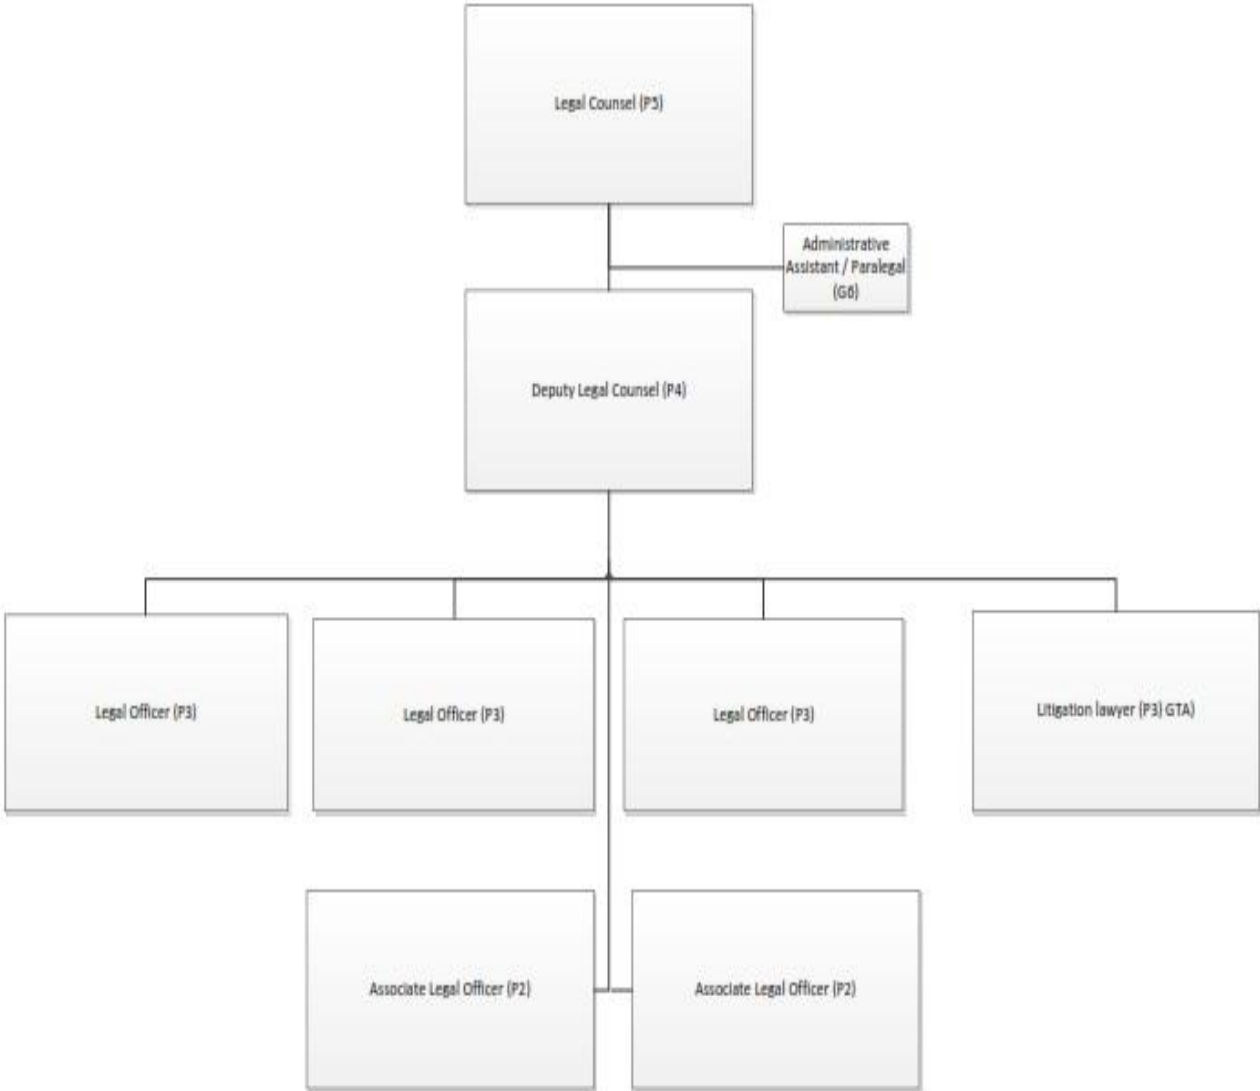 Legal Counsel (P5)
Administrative
Assistant / Paralegal
(G6)
Deputy Legal Counsel (P4)
Legal Officer (P3)
Legal Officer (P3)
Legal Officer (P3)
Litigation lawyer (P3) GTA)
Associate Legal Officer (P2)
Associate Legal Officer (P2)